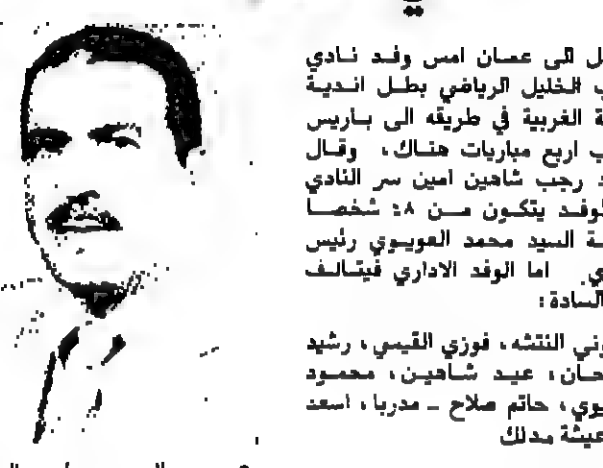 ل الى عمان امس وفد نادي
ب الخليل الرياضي بطل اندية
ة الغربية في طريقه الى باريس
ب اربع مباريات هناك، وقال
د رجب شاهين امين سر النادي
لوفد يتكون من ١٨ شخصا
ـة السيد محمد العويوي رئيس
ي اما الوفد الاداري فيتالف
السادة :
وني النتشه، فوزي القيسي، رشيد
حان، عيد شاهين، محمود
يوي، حاتم صلاح ـ مدربا، اسعد
عيشة مدلك